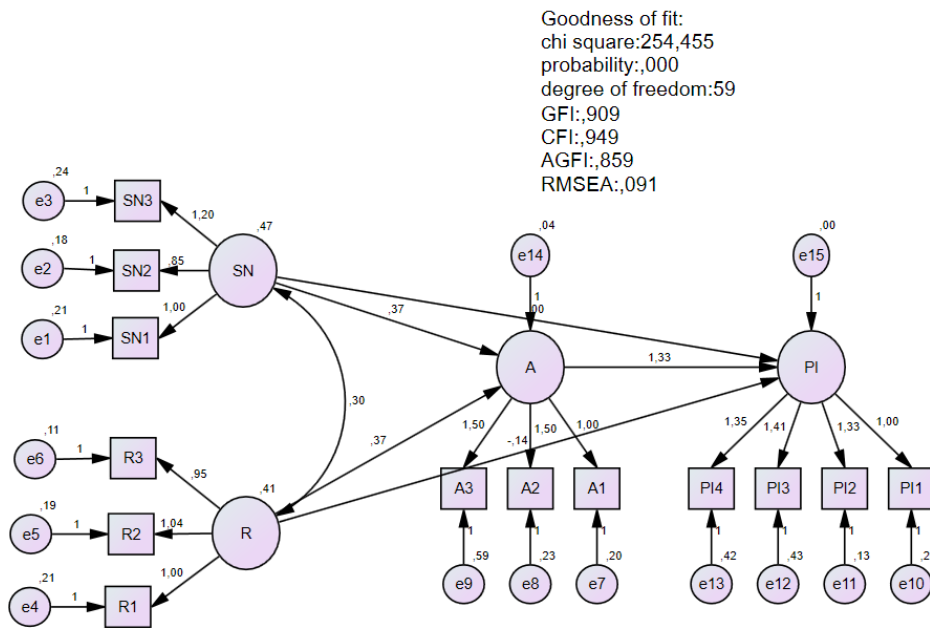 Goodness of fit:
chi square:254,455
probability:,000
degree of freedom:59
GFI:,909
CFI:,949
AGFI:,859
RMSEA:,091
,24
e3
1
SN3
1,20
,18
e2
1
SN2
,85
,21
e1
1
SN1
1,00
,47
SN
,04
e14
1
,00
e15
1
,37
,00
A
1,33
PI
,30
,37
-,14
1,50
1,50
1,00
1,35
1,41
1,33
1,00
,11
e6
1
R3
,95
,19
e5
1
R2
1,04
,21
e4
1
R1
1,00
,41
R
A3
A2
A1
PI4
PI3
PI2
PI1
1
1
1
1
1
1
1
,59
,23
,20
,42
,43
,13
,2
e9
e8
e7
e13
e12
e11
e10